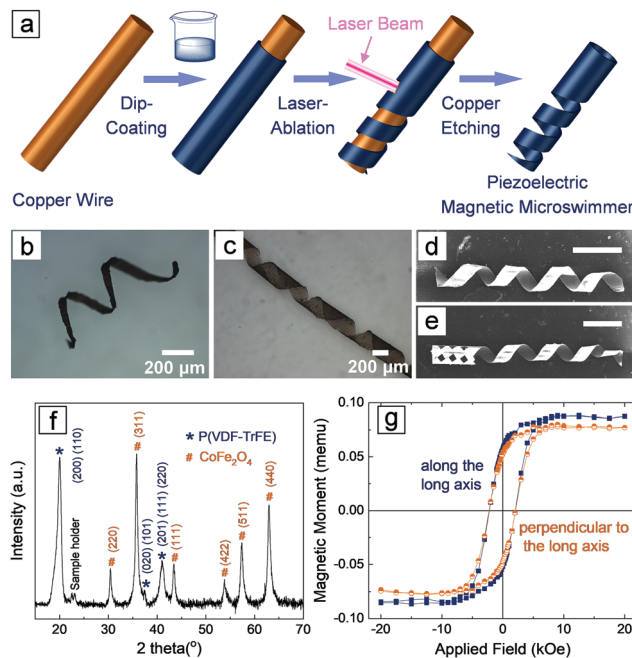 a
Laser Beam
Dip-
Coating
Laser-
Ablation
Copper
Etching
Copper Wire
Piezoelectric
Magnetic Microswimmer
b
200 µm
c
200 µm
d
e
f
Intensity (a.u.)
* (200) (110)
Sample holder
# (220)
# (311)
* (020) (101)
* (201) (111) (220)
# (111)
# (422)
# (511)
# (440)
* P(VDF-TrFE)
# CoFe2O4
20 30 40 50 60 70
2 theta(°)
g
Magnetic Moment (memu)
0.10
0.05
0.00
-0.05
-0.10
along the
long axis
perpendicular to
the long axis
-20 -10 0 10 20
Applied Field (kOe)